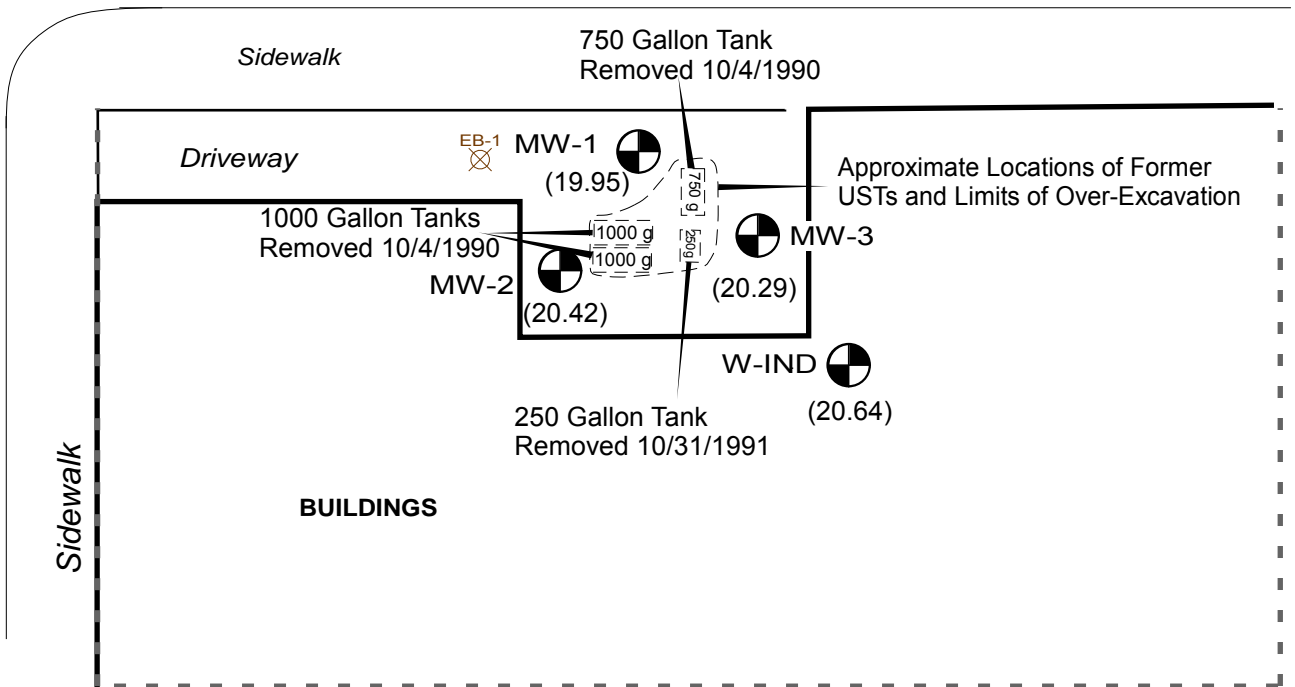 750 Gallon Tank
Removed 10/4/1990
Sidewalk
EB-1
MW-1
(19.95)
Driveway
750 g
Approximate Locations of Former
USTs and Limits of Over-Excavation
1000 Gallon Tanks
Removed 10/4/1990
1000 g
1000 g
250g
MW-3
(20.29)
MW-2
(20.42)
W-IND
(20.64)
250 Gallon Tank
Removed 10/31/1991
Sidewalk
BUILDINGS